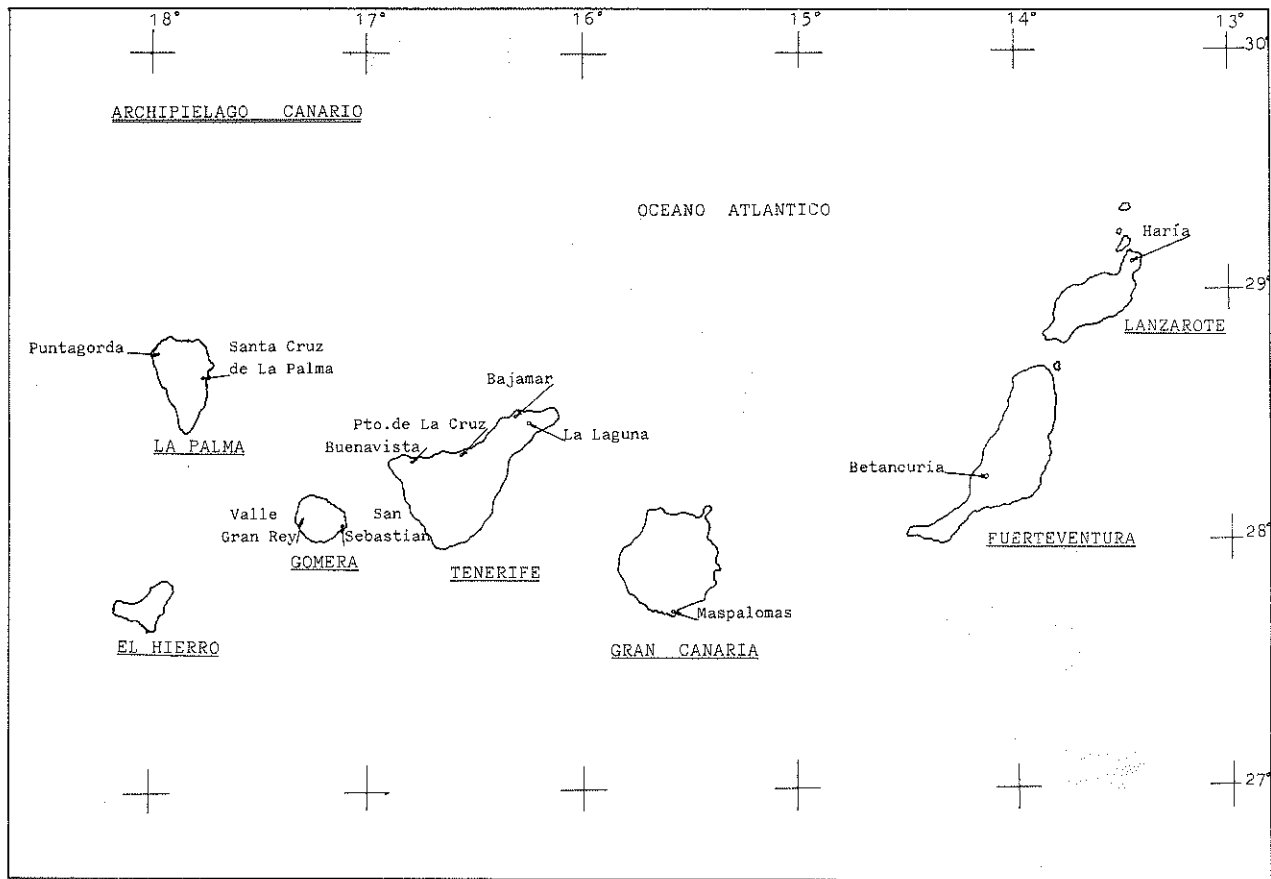 18° 17° 16° 15° 14° 13°
30°
ARCHIPIELAGO CANARIO
OCEANO ATLANTICO
Haría
29°
LANZAROTE
Puntagorda
Santa Cruz
de La Palma
LA PALMA
Bajamar
Pto.de La Cruz
Buenavista
La Laguna
Betancuria
Valle
Gran Rey
San
Sebastian
GOMERA
TENERIFE
28°
FUERTEVENTURA
Maspalomas
EL HIERRO
GRAN CANARIA
27°